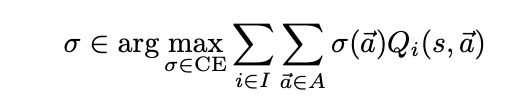 σ ∈ arg max_{σ∈CE} ∑_{i∈I} ∑_{a⃗∈A} σ(a⃗)Q_i(s, a⃗)